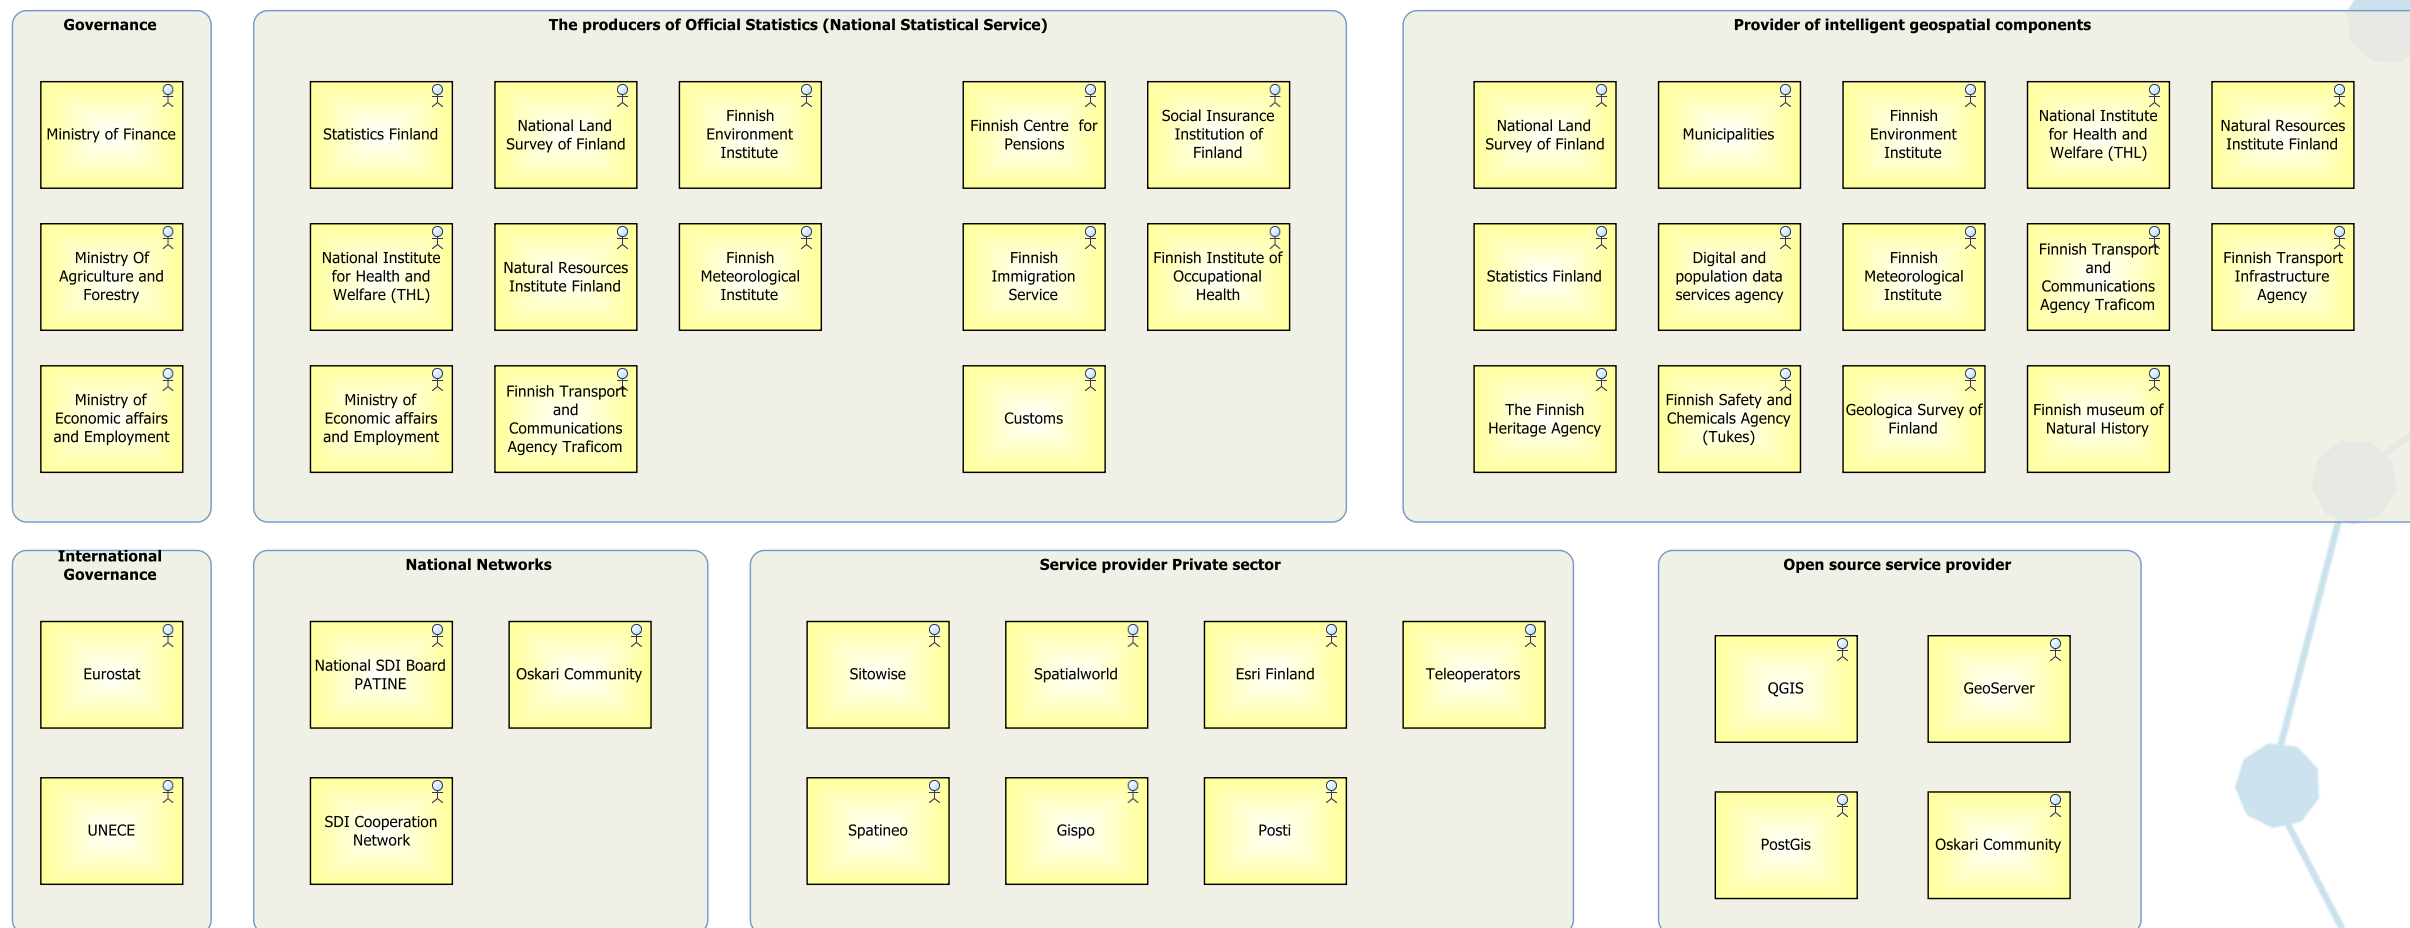 Governance
Ministry of Finance
Ministry Of
Agriculture and
Forestry
Ministry of
Economic affairs
and Employment
The producers of Official Statistics (National Statistical Service)
Statistics Finland
National Land
Survey of Finland
Finnish
Environment
Institute
Finnish Centre  for
Pensions
Social Insurance
Institution of
Finland
National Institute
for Health and
Welfare (THL)
Natural Resources
Institute Finland
Finnish
Meteorological
Institute
Finnish
Immigration
Service
Finnish Institute of
Occupational
Health
Ministry of
Economic affairs
and Employment
Finnish Transport
and
Communications
Agency Traficom
Customs
Provider of intelligent geospatial components
National Land
Survey of Finland
Municipalities
Finnish
Environment
Institute
National Institute
for Health and
Welfare (THL)
Natural Resources
Institute Finland
Statistics Finland
Digital and
population data
services agency
Finnish
Meteorological
Institute
Finnish Transport
and
Communications
Agency Traficom
Finnish Transport
Infrastructure
Agency
The Finnish
Heritage Agency
Finnish Safety and
Chemicals Agency
(Tukes)
Geologica Survey of
Finland
Finnish museum of
Natural History
International
Governance
Eurostat
UNECE
National Networks
National SDI Board
PATINE
Oskari Community
SDI Cooperation
Network
Service provider Private sector
Sitowise
Spatialworld
Esri Finland
Teleoperators
Spatineo
Gispo
Posti
Open source service provider
QGIS
GeoServer
PostGis
Oskari Community